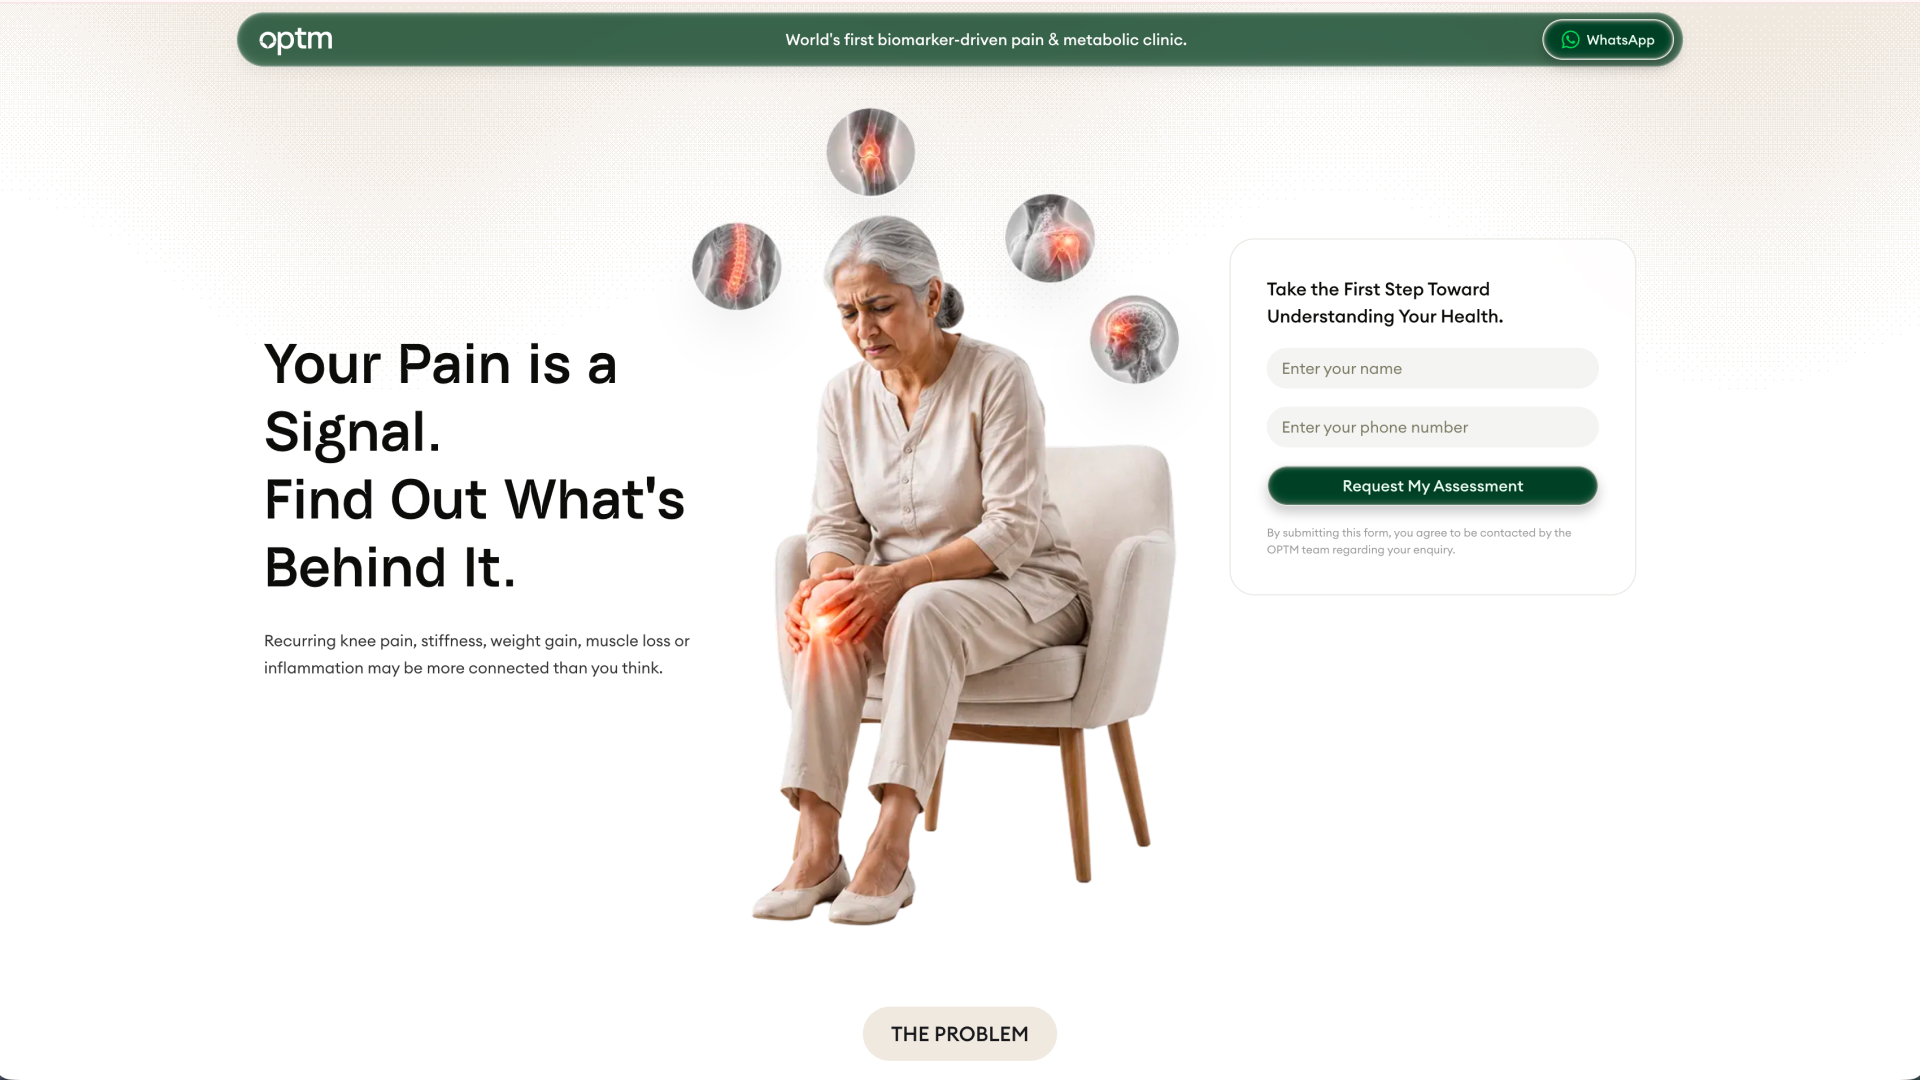 optm
World's first biomarker-driven pain & metabolic clinic.
WhatsApp
Your Pain is a
Signal.
Find Out What's
Behind It.
Recurring knee pain, stiffness, weight gain, muscle loss or
inflammation may be more connected than you think.
Take the First Step Toward
Understanding Your Health.
Enter your name
Enter your phone number
Request My Assessment
By submitting this form, you agree to be contacted by the
OPTM team regarding your enquiry.
THE PROBLEM